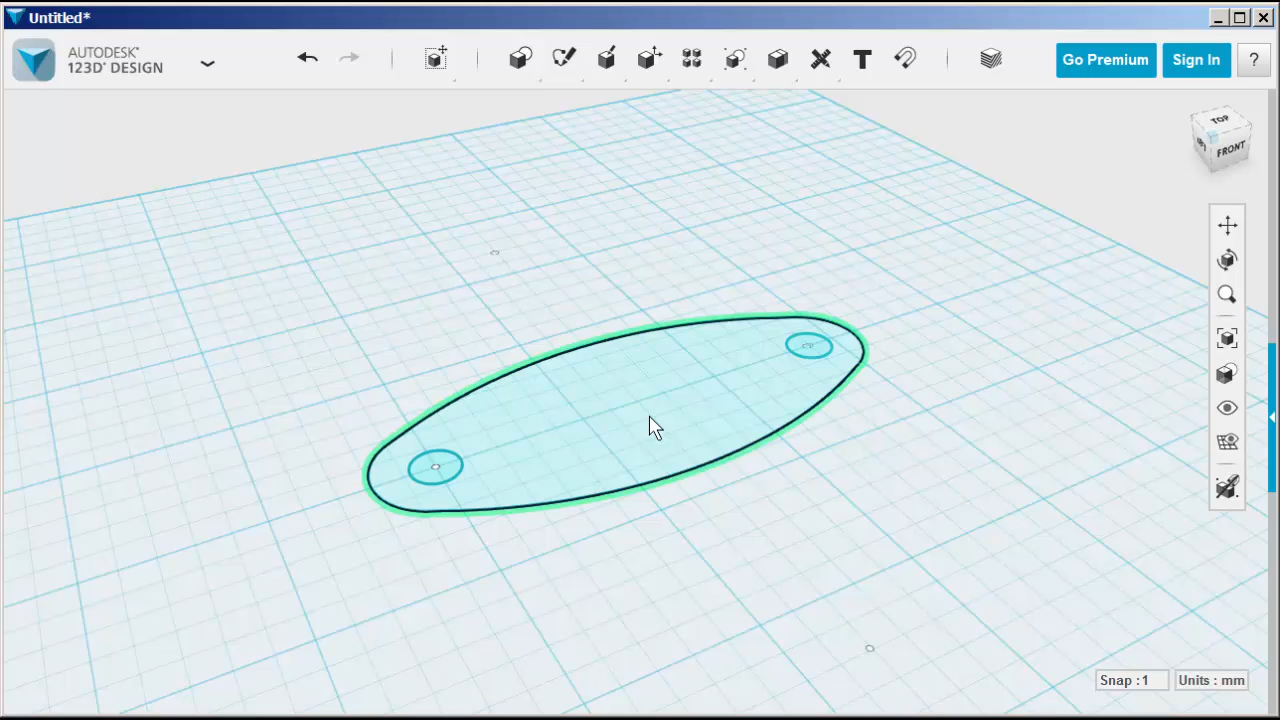 Untitled*
AUTODESK®
123D® DESIGN
Go Premium
Sign In
?
TOP
FRONT
Snap : 1
Units : mm